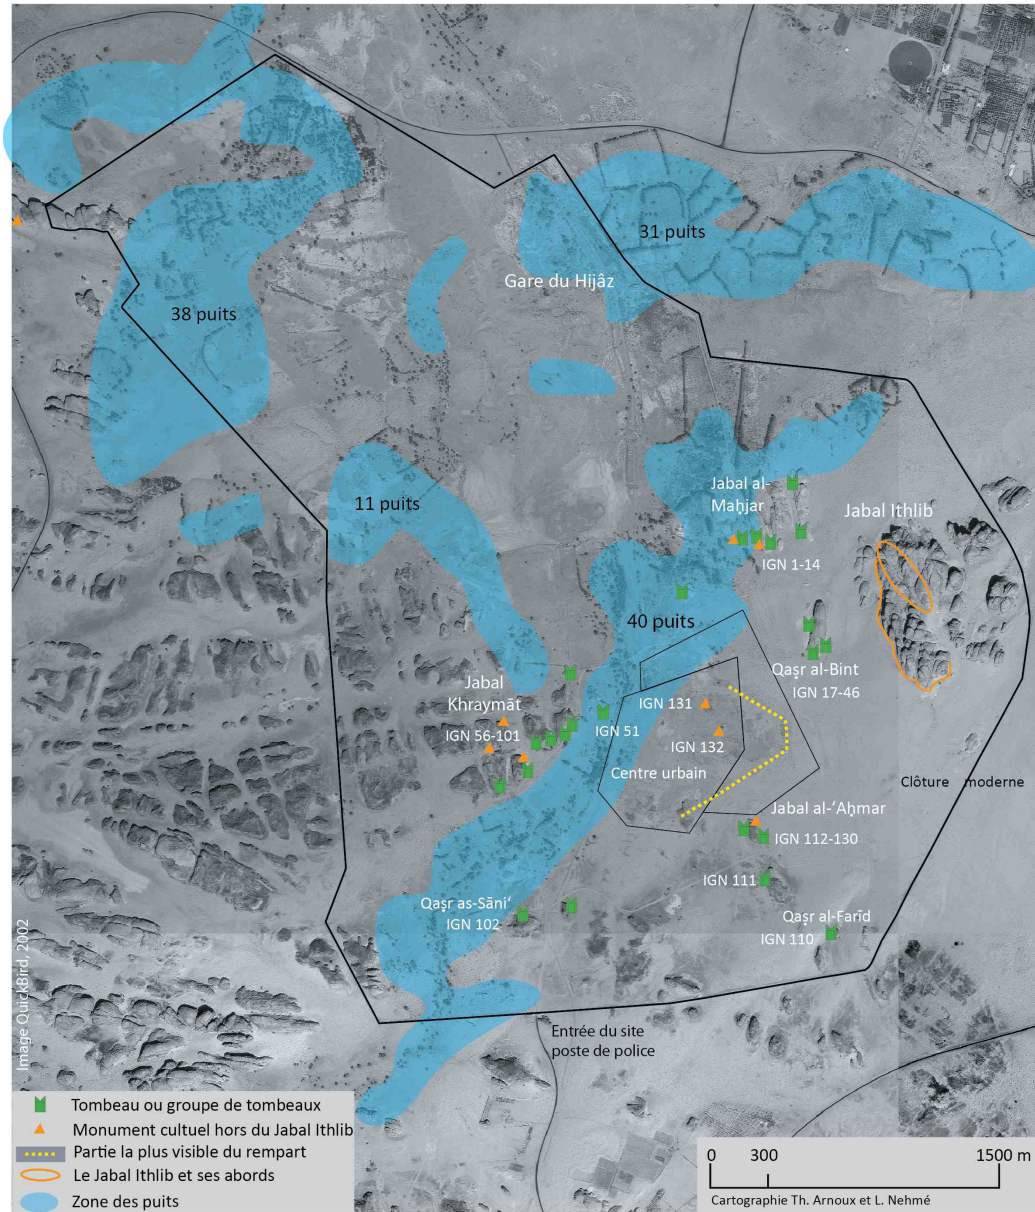 31 puits
Gare du Hijâz
38 puits
11 puits
Jabal al-
Maḥjar
Jabal Ithlib
IGN 1-14
40 puits
Qaṣr al-Bint
IGN 17-46
Jabal
Khraymāt
IGN 56-101
IGN 51
IGN 131
IGN 132
Centre urbain
Clôture moderne
Jabal al-‘Aḥmar
IGN 112-130
IGN 111
Qaṣr as-Sāni‘
IGN 102
Qaṣr al-Farīd
IGN 110
Image QuickBird, 2002
Entrée du site
poste de police
Tombeau ou groupe de tombeaux
Monument cultuel hors du Jabal Ithlib
Partie la plus visible du rempart
Le Jabal Ithlib et ses abords
Zone des puits
0 300 1500 m
Cartographie Th. Arnoux et L. Nehmé